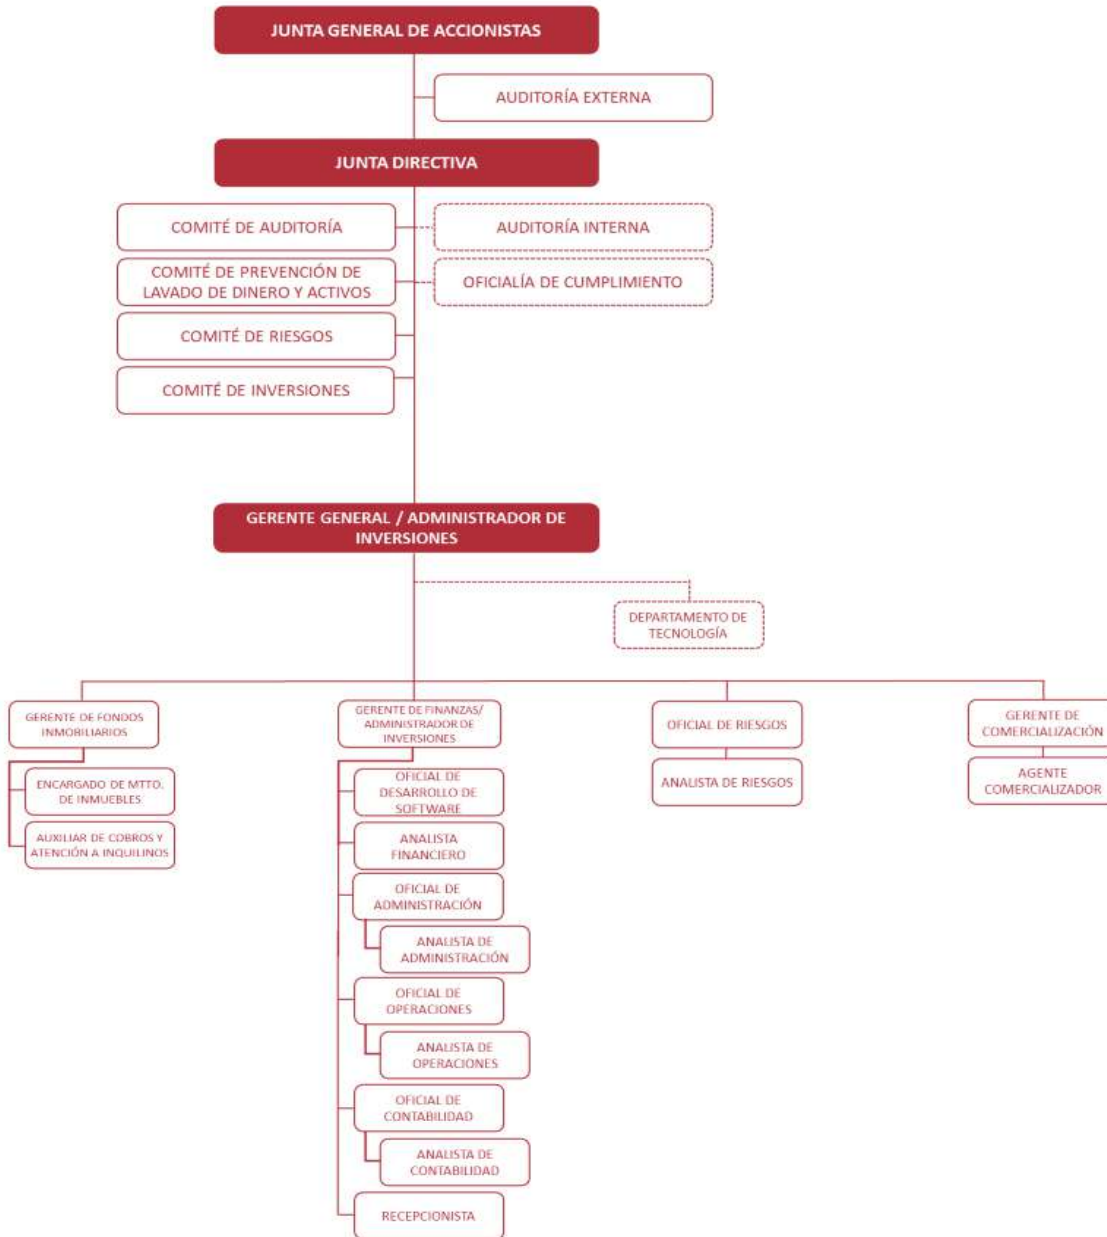 JUNTA GENERAL DE ACCIONISTAS
AUDITORÍA EXTERNA
JUNTA DIRECTIVA
COMITÉ DE AUDITORÍA
AUDITORÍA INTERNA
COMITÉ DE PREVENCIÓN DE
LAVADO DE DINERO Y ACTIVOS
OFICIALÍA DE CUMPLIMIENTO
COMITÉ DE RIESGOS
COMITÉ DE INVERSIONES
GERENTE GENERAL / ADMINISTRADOR DE
INVERSIONES
DEPARTAMENTO DE
TECNOLOGÍA
GERENTE DE FONDOS
INMOBILIARIOS
ENCARGADO DE MTTO.
DE INMUEBLES
AUXILIAR DE COBROS Y
ATENCIÓN A INQUILINOS
GERENTE DE FINANZAS/
ADMINISTRADOR DE
INVERSIONES
OFICIAL DE
DESARROLLO DE
SOFTWARE
ANALISTA
FINANCIERO
OFICIAL DE
ADMINISTRACIÓN
ANALISTA DE
ADMINISTRACIÓN
OFICIAL DE
OPERACIONES
ANALISTA DE
OPERACIONES
OFICIAL DE
CONTABILIDAD
ANALISTA DE
CONTABILIDAD
RECEPCIONISTA
OFICIAL DE RIESGOS
ANALISTA DE RIESGOS
GERENTE DE
COMERCIALIZACIÓN
AGENTE
COMERCIALIZADOR